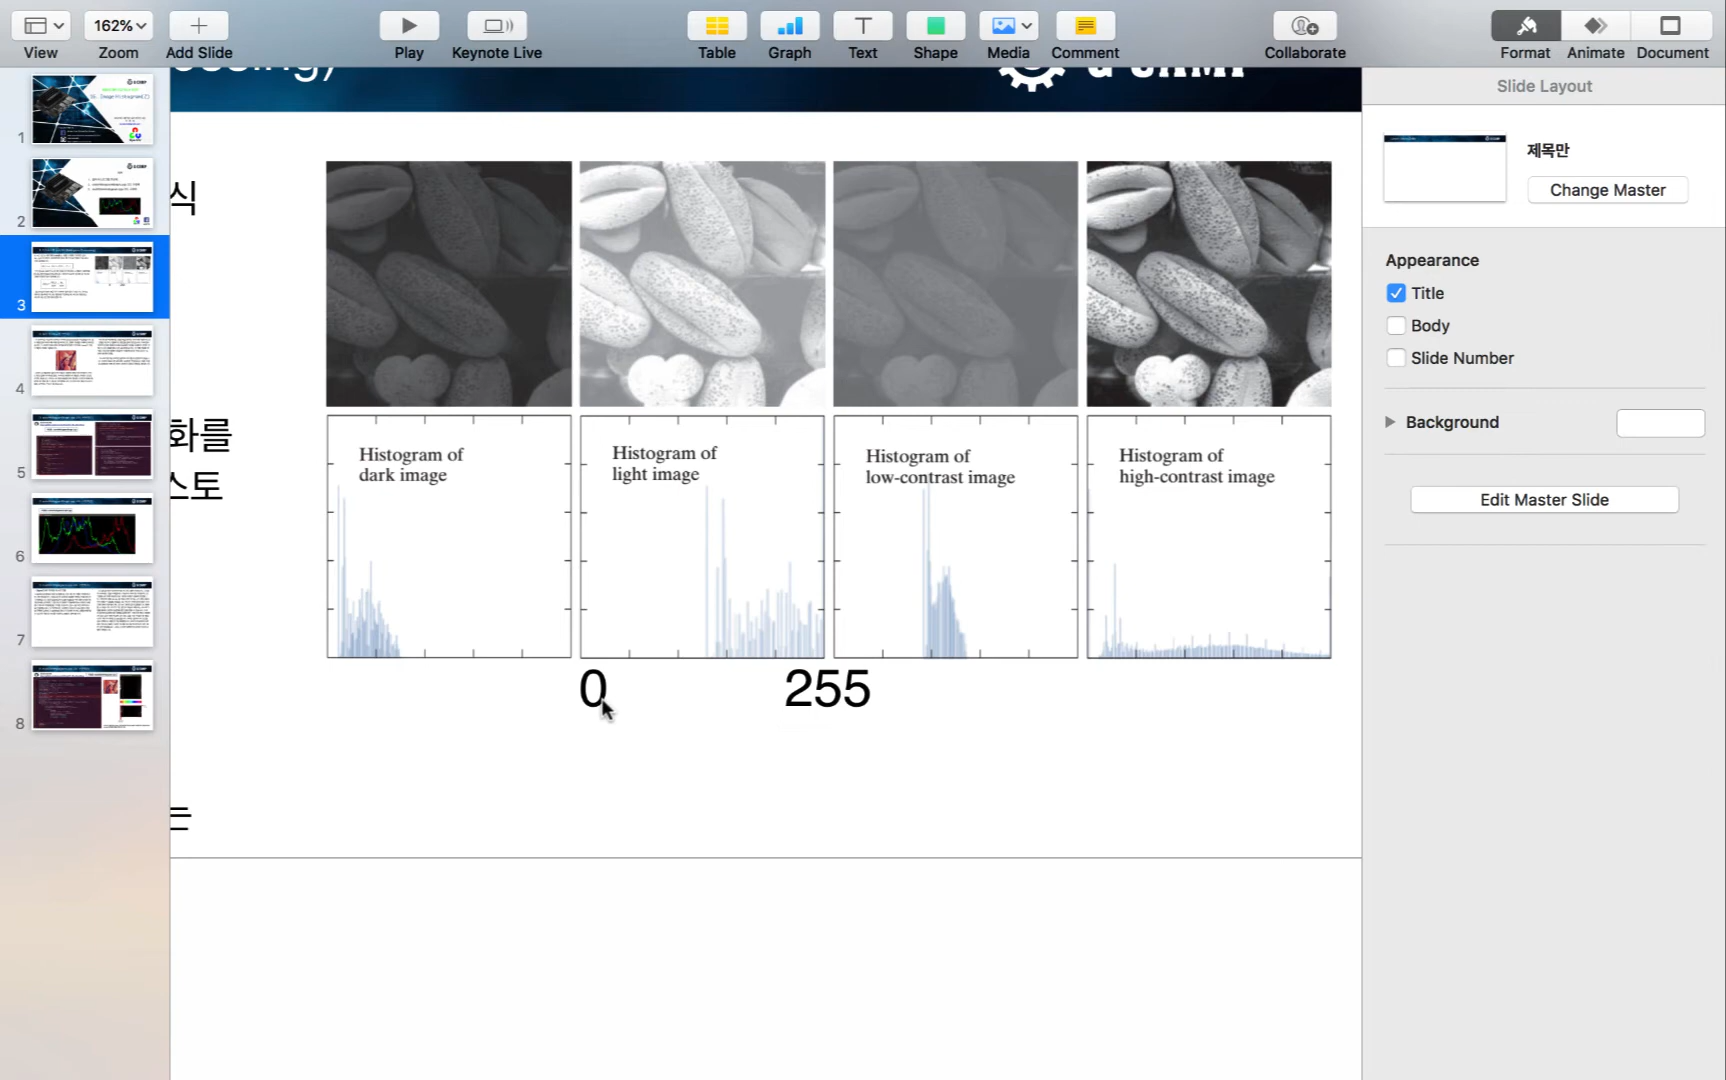 View
162%
Zoom
Add Slide
Play
Keynote Live
Table
Graph
Text
Shape
Media
Comment
Collaborate
Format
Animate
Document
1
2
3
4
5
6
7
8
식
화를
스토
는
Histogram of
dark image
Histogram of
light image
Histogram of
low-contrast image
Histogram of
high-contrast image
0
255
Slide Layout
제목만
Change Master
Appearance
Title
Body
Slide Number
Background
Edit Master Slide